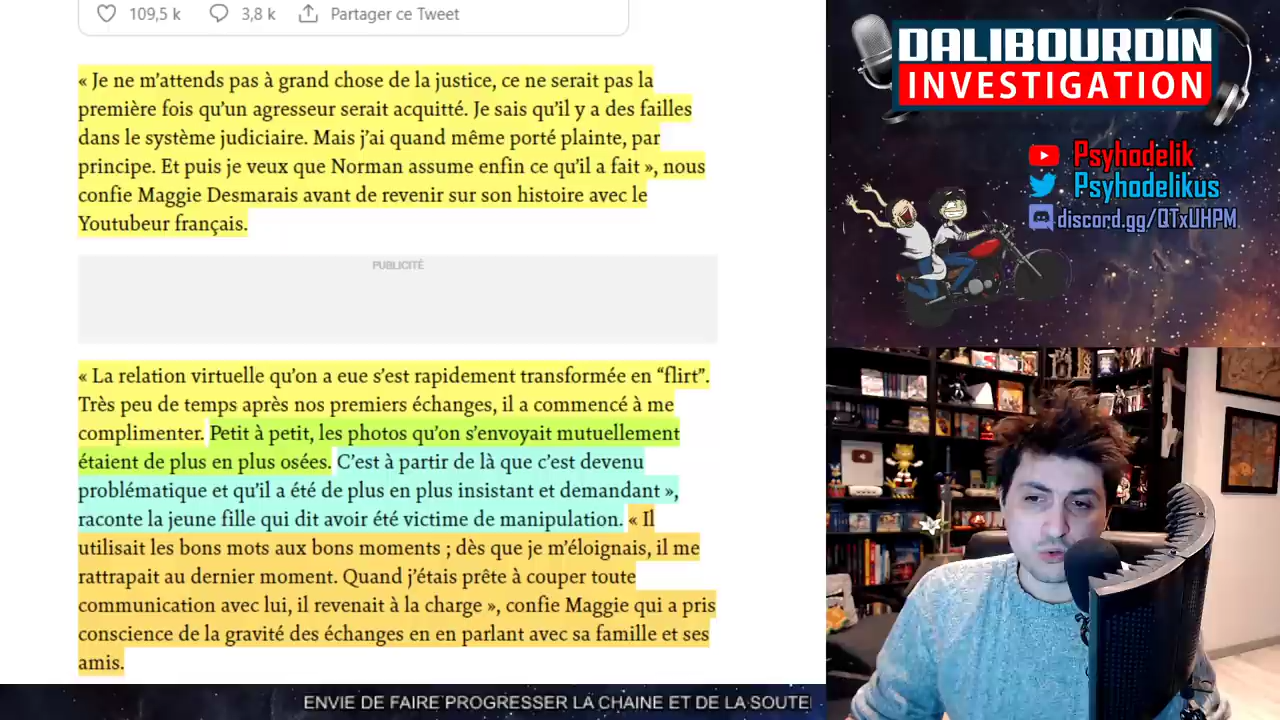 109,5 k 3,8 k Partager ce Tweet
« Je ne m’attends pas à grand chose de la justice, ce ne serait pas la
première fois qu’un agresseur serait acquitté. Je sais qu’il y a des failles
dans le système judiciaire. Mais j’ai quand même porté plainte, par
principe. Et puis je veux que Norman assume enfin ce qu’il a fait », nous
confie Maggie Desmarais avant de revenir sur son histoire avec le
Youtubeur français.
PUBLICITÉ
« La relation virtuelle qu’on a eue s’est rapidement transformée en “flirt”.
Très peu de temps après nos premiers échanges, il a commencé à me
complimenter. Petit à petit, les photos qu’on s’envoyait mutuellement
étaient de plus en plus osées. C’est à partir de là que c’est devenu
problématique et qu’il a été de plus en plus insistant et demandant »,
raconte la jeune fille qui dit avoir été victime de manipulation. « Il
utilisait les bons mots aux bons moments ; dès que je m’éloignais, il me
rattrapait au dernier moment. Quand j’étais prête à couper toute
communication avec lui, il revenait à la charge », confie Maggie qui a pris
conscience de la gravité des échanges en en parlant avec sa famille et ses
amis.
DALIBOURDIN
INVESTIGATION
Psyhodelik
Psyhodelikus
discord.gg/QTxUHPM
ENVIE DE FAIRE PROGRESSER LA CHAINE ET DE LA SOUTE